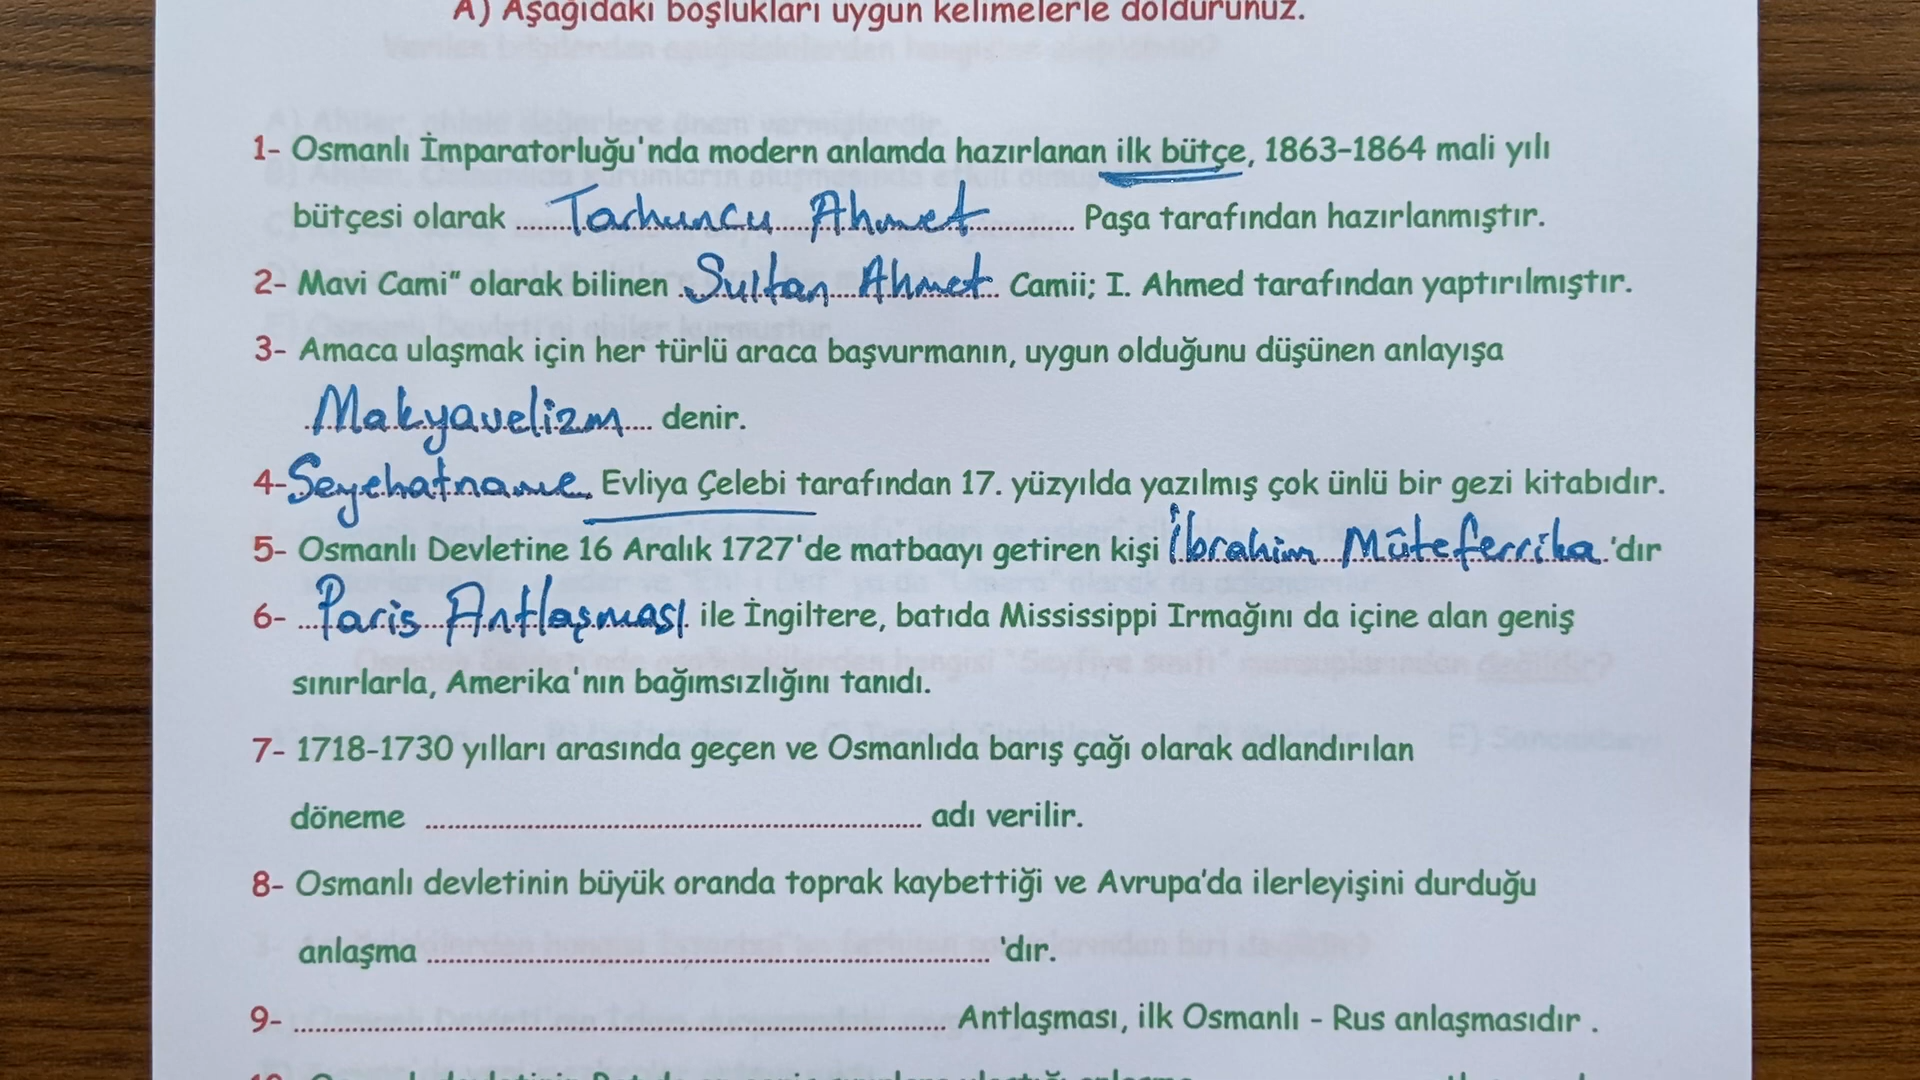 A) Aşağıdaki boşlukları uygun kelimelerle doldurunuz.
1- Osmanlı İmparatorluğu'nda modern anlamda hazırlanan ilk bütçe, 1863-1864 mali yılı
bütçesi olarak Tarhuncu Ahmet Paşa tarafından hazırlanmıştır.
2- Mavi Cami" olarak bilinen Sultan Ahmet Camii; I. Ahmed tarafından yaptırılmıştır.
3- Amaca ulaşmak için her türlü araca başvurmanın, uygun olduğunu düşünen anlayışa
Makyavelizm denir.
4- Seyehatname Evliya Çelebi tarafından 17. yüzyılda yazılmış çok ünlü bir gezi kitabıdır.
5- Osmanlı Devletine 16 Aralık 1727'de matbaayı getiren kişi İbrahim Müteferrika 'dır
6- Paris Antlaşması ile İngiltere, batıda Mississippi Irmağını da içine alan geniş
sınırlarla, Amerika'nın bağımsızlığını tanıdı.
7- 1718-1730 yılları arasında geçen ve Osmanlıda barış çağı olarak adlandırılan
döneme ........................ adı verilir.
8- Osmanlı devletinin büyük oranda toprak kaybettiği ve Avrupa'da ilerleyişini durduğu
anlaşma ........................ 'dır.
9- ........................ Antlaşması, ilk Osmanlı - Rus anlaşmasıdır .